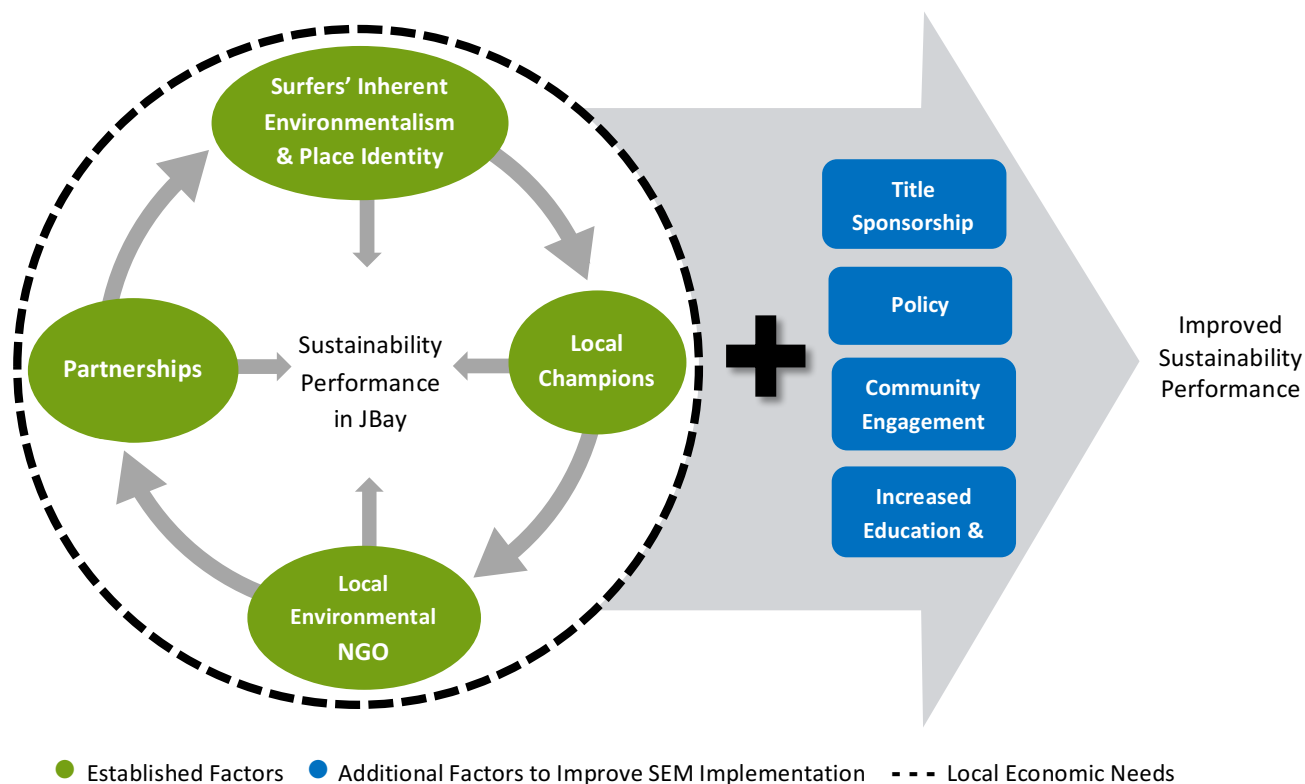 Surfers’ Inherent
Environmentalism
& Place Identity
Local
Champions
Local
Environmental
NGO
Partnerships
Sustainability
Performance
in JBay
Title
Sponsorship
Policy
Community
Engagement
Increased
Education &
Improved
Sustainability
Performance
Established Factors
Additional Factors to Improve SEM Implementation
Local Economic Needs